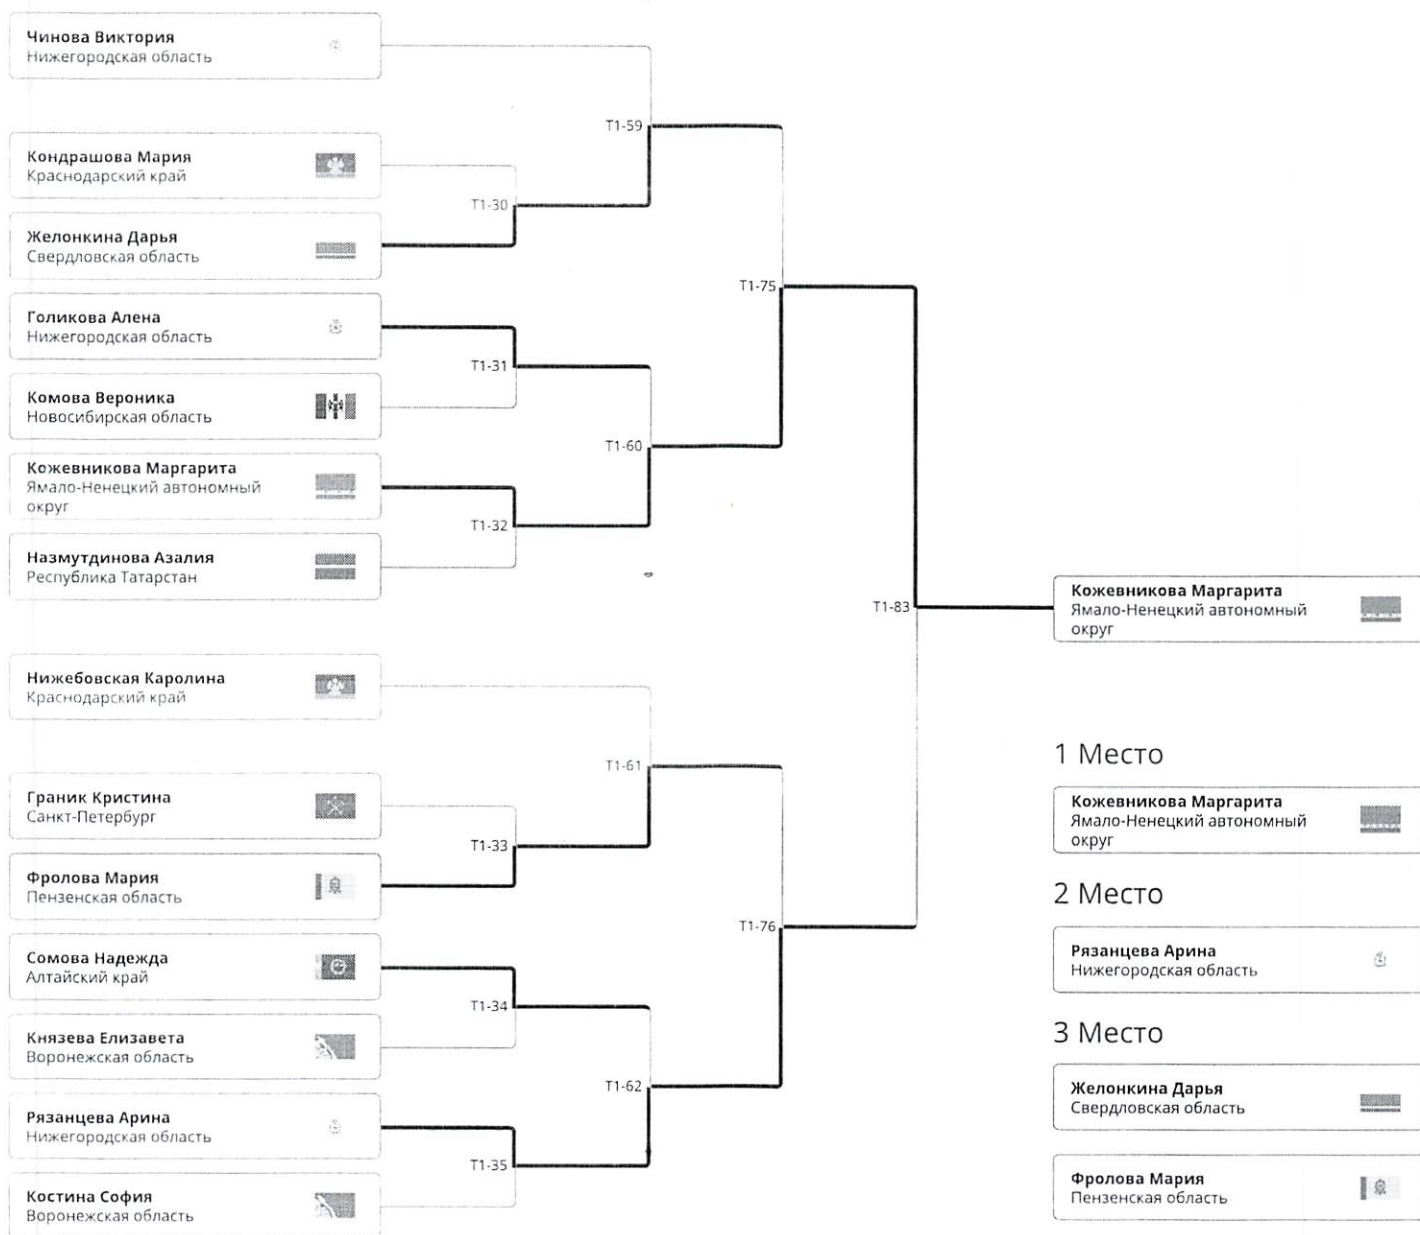 Чинова Виктория
Нижегородская область
T1-59
Кондрашова Мария
Краснодарский край
T1-30
Желонкина Дарья
Свердловская область
T1-75
Голикова Алена
Нижегородская область
T1-31
Комова Вероника
Новосибирская область
T1-60
Кожевникова Маргарита
Ямало-Ненецкий автономный
округ
T1-32
Назмутдинова Азалия
Республика Татарстан
T1-83
Кожевникова Маргарита
Ямало-Ненецкий автономный
округ
Нижебовская Каролина
Краснодарский край
T1-61
Граник Кристина
Санкт-Петербург
T1-33
Фролова Мария
Пензенская область
T1-76
Сомова Надежда
Алтайский край
T1-34
Князева Елизавета
Воронежская область
T1-62
Рязанцева Арина
Нижегородская область
T1-35
Костина София
Воронежская область
1 Место
Кожевникова Маргарита
Ямало-Ненецкий автономный
округ
2 Место
Рязанцева Арина
Нижегородская область
3 Место
Желонкина Дарья
Свердловская область
Фролова Мария
Пензенская область